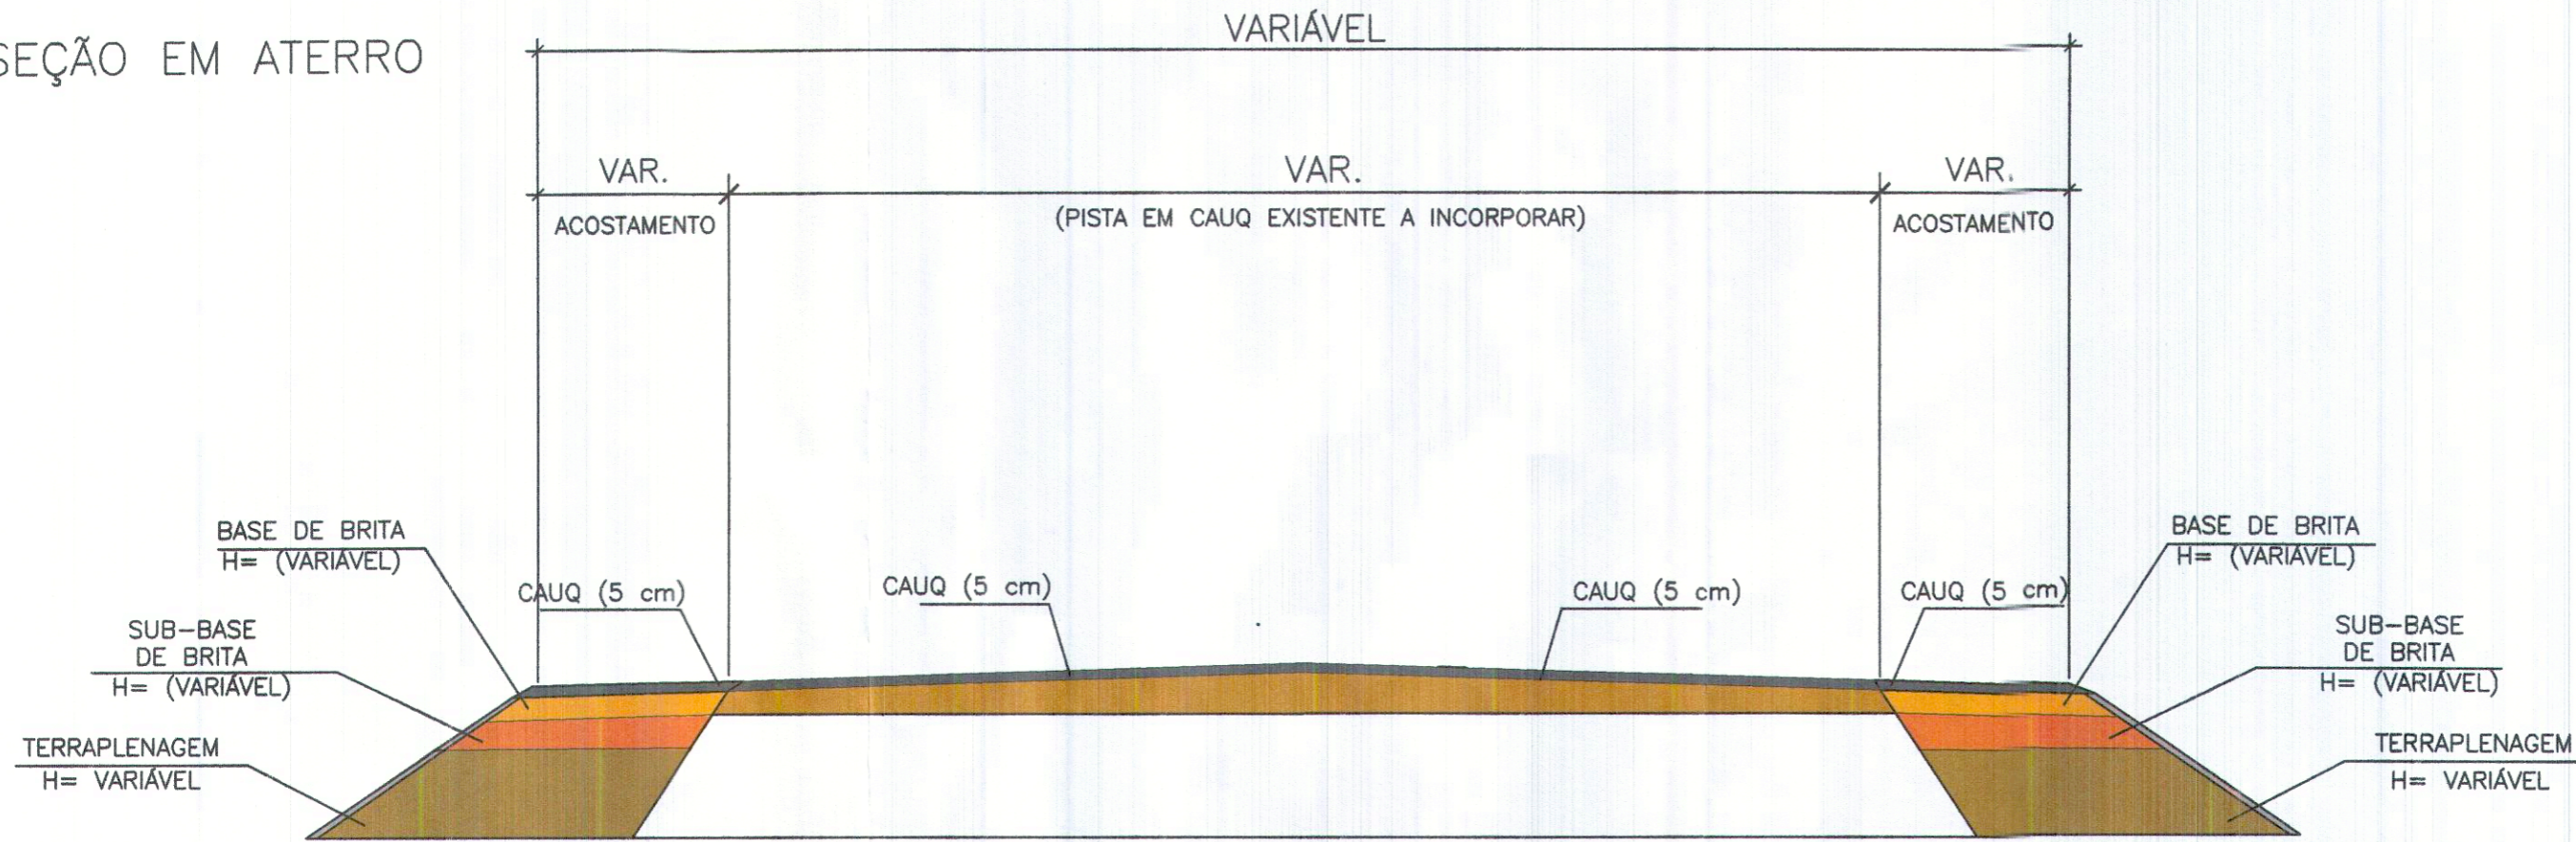 SEÇÃO EM ATERRO
VARIÁVEL
VAR.
VAR.
VAR.
ACOSTAMENTO
(PISTA EM CAUQ EXISTENTE A INCORPORAR)
ACOSTAMENTO
BASE DE BRITA
H= (VARIÁVEL)
CAUQ (5 cm)
CAUQ (5 cm)
CAUQ (5 cm)
CAUQ (5 cm)
BASE DE BRITA
H= (VARIÁVEL)
SUB-BASE
DE BRITA
H= (VARIÁVEL)
SUB-BASE
DE BRITA
H= (VARIÁVEL)
TERRAPLENAGEM
H= VARIÁVEL
TERRAPLENAGEM
H= VARIÁVEL